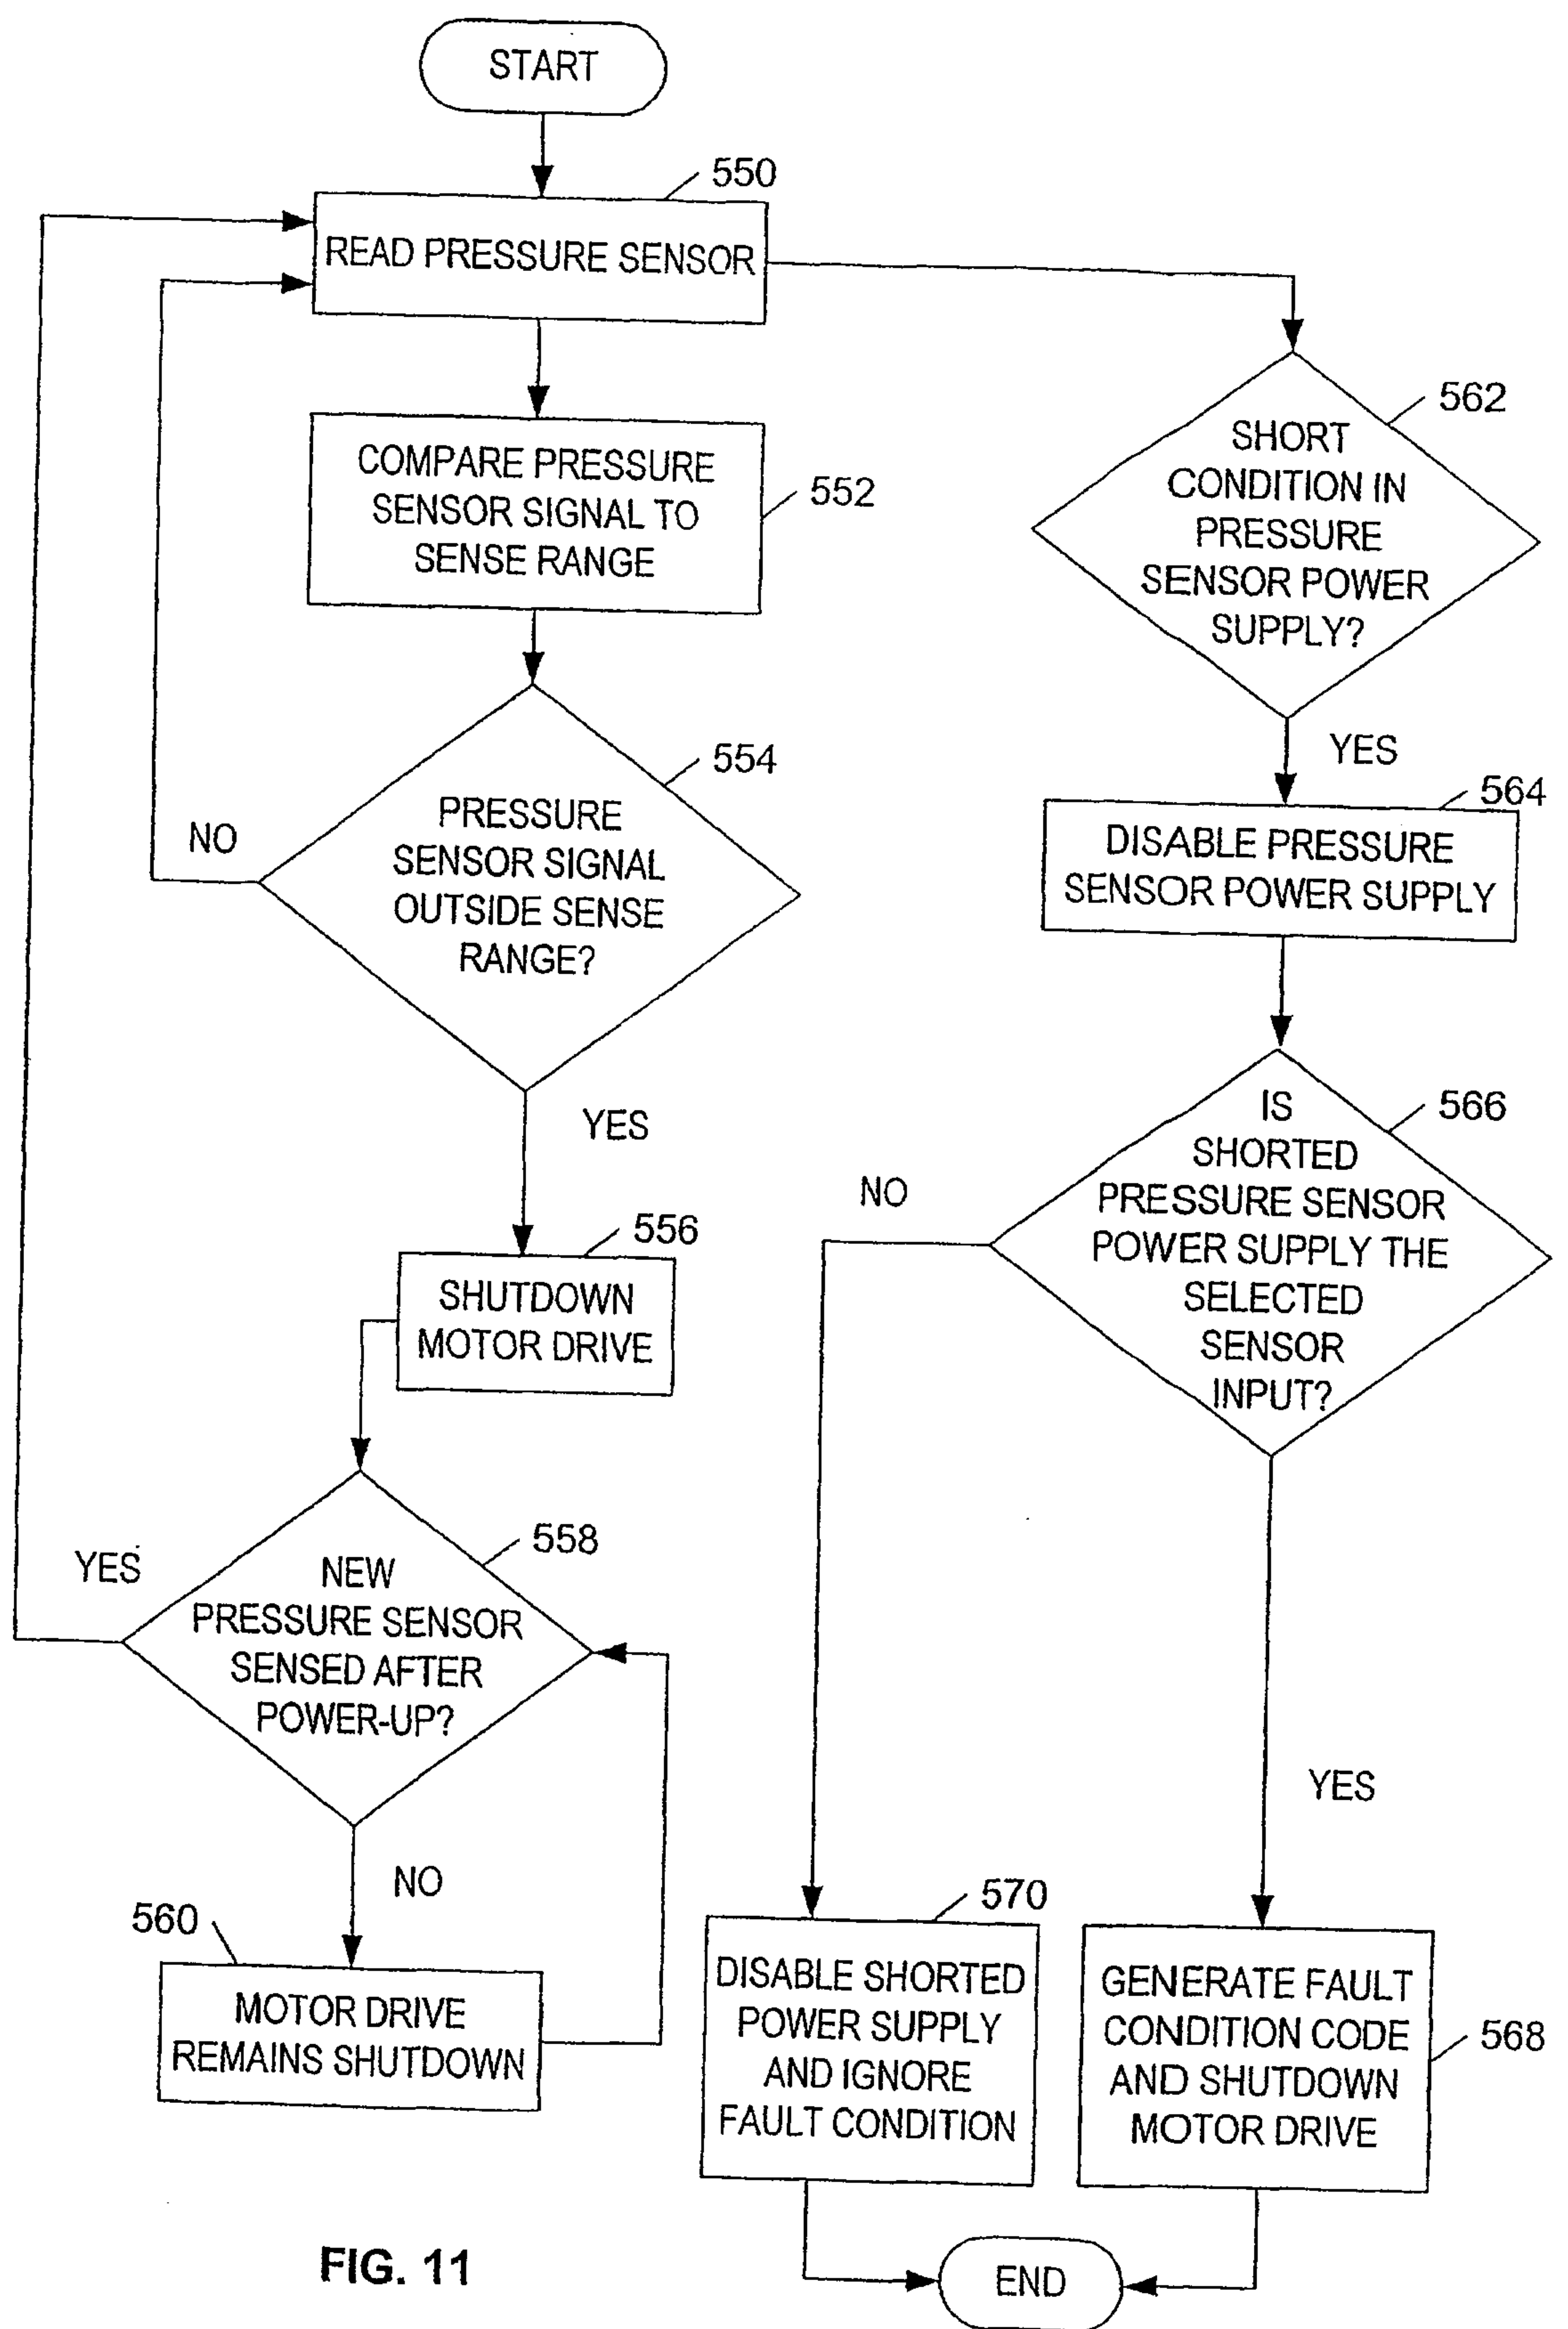 START
550
READ PRESSURE SENSOR
COMPARE PRESSURE
SENSOR SIGNAL TO
SENSE RANGE
552
554
PRESSURE
SENSOR SIGNAL
OUTSIDE SENSE
RANGE?
NO
YES
556
SHUTDOWN
MOTOR DRIVE
558
NEW
PRESSURE SENSOR
SENSED AFTER
POWER-UP?
YES
NO
560
MOTOR DRIVE
REMAINS SHUTDOWN
562
SHORT
CONDITION IN
PRESSURE
SENSOR POWER
SUPPLY?
YES
564
DISABLE PRESSURE
SENSOR POWER SUPPLY
566
IS
SHORTED
PRESSURE SENSOR
POWER SUPPLY THE
SELECTED
SENSOR
INPUT?
NO
YES
570
DISABLE SHORTED
POWER SUPPLY
AND IGNORE
FAULT CONDITION
GENERATE FAULT
CONDITION CODE
AND SHUTDOWN
MOTOR DRIVE
568
END
FIG. 11